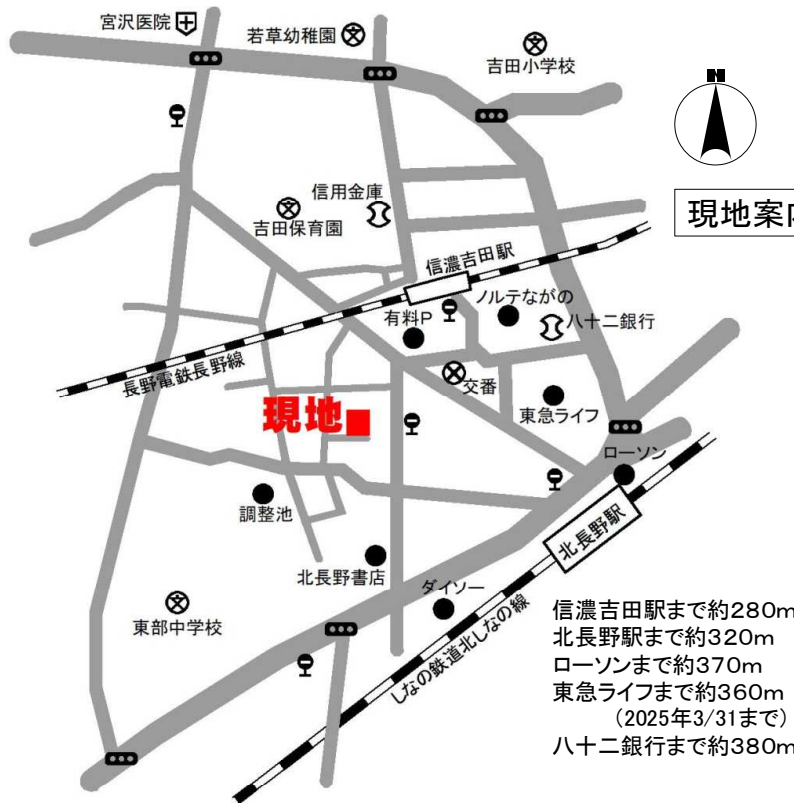 宮沢医院
若草幼稚園
吉田小学校
N
信用金庫
吉田保育園
現地案内
信濃吉田駅
ノルテながの
有料P
八十二銀行
長野電鉄長野線
交番
東急ライフ
現地
ローソン
調整池
北長野駅
北長野書店
ダイソー
東部中学校
しなの鉄道北しなの線
信濃吉田駅まで約280m
北長野駅まで約320m
ローソンまで約370m
東急ライフまで約360m
(2025年3/31まで)
八十二銀行まで約380m